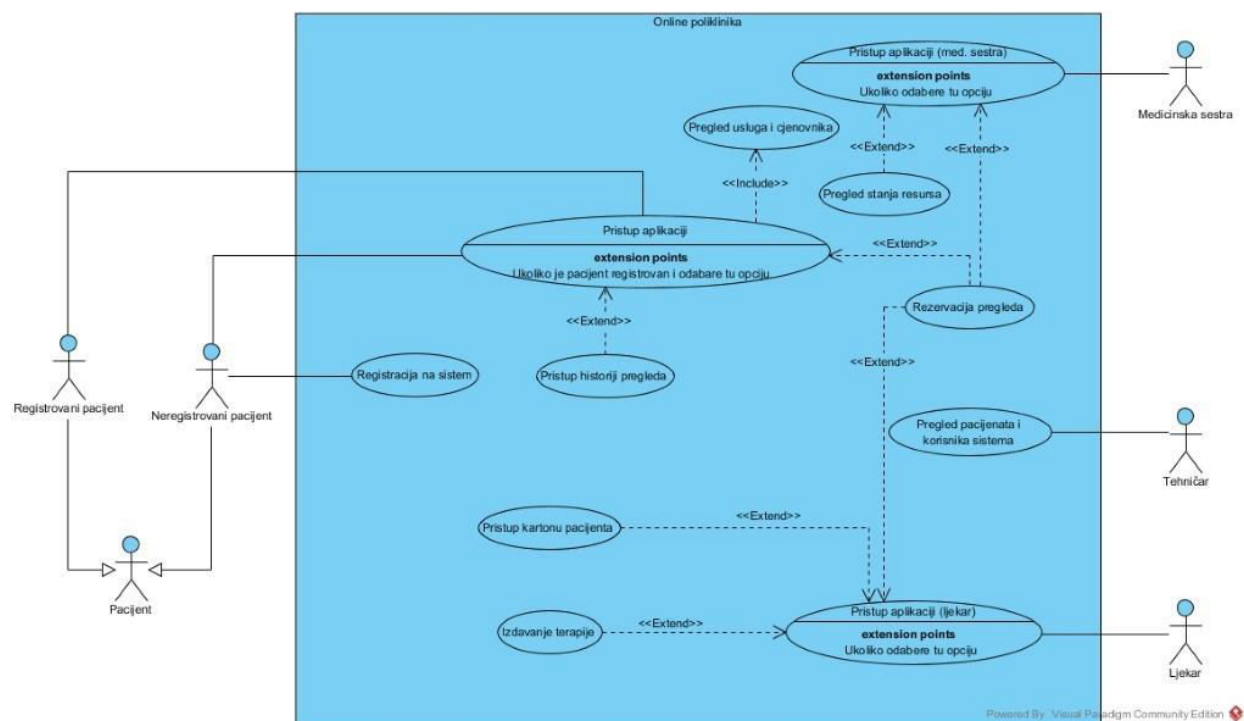 Online poliklinika
Pristup aplikaciji (med. sestra)
extension points
Ukoliko odabere tu opciju
Medicinska sestra
Pregled usluga i cjenovnika
<<Extend>>
<<Extend>>
<<Include>>
Pregled stanja resursa
Pristup aplikaciji
extension points
Ukoliko je pacijent registrovan i odabare tu opciju
<<Extend>>
Rezervacija pregleda
<<Extend>>
<<Extend>>
Registracija na sistem
Pristup historiji pregleda
Registrovani pacijent
Neregistrovani pacijent
Pregled pacijenata i
korisnika sistema
Tehničar
Pristup kartonu pacijenta
<<Extend>>
Pacijent
Izdavanje terapije
<<Extend>>
Pristup aplikaciji (ljekar)
extension points
Ukoliko odabere tu opciju
Ljekar
Powered By Visual Paradigm Community Edition